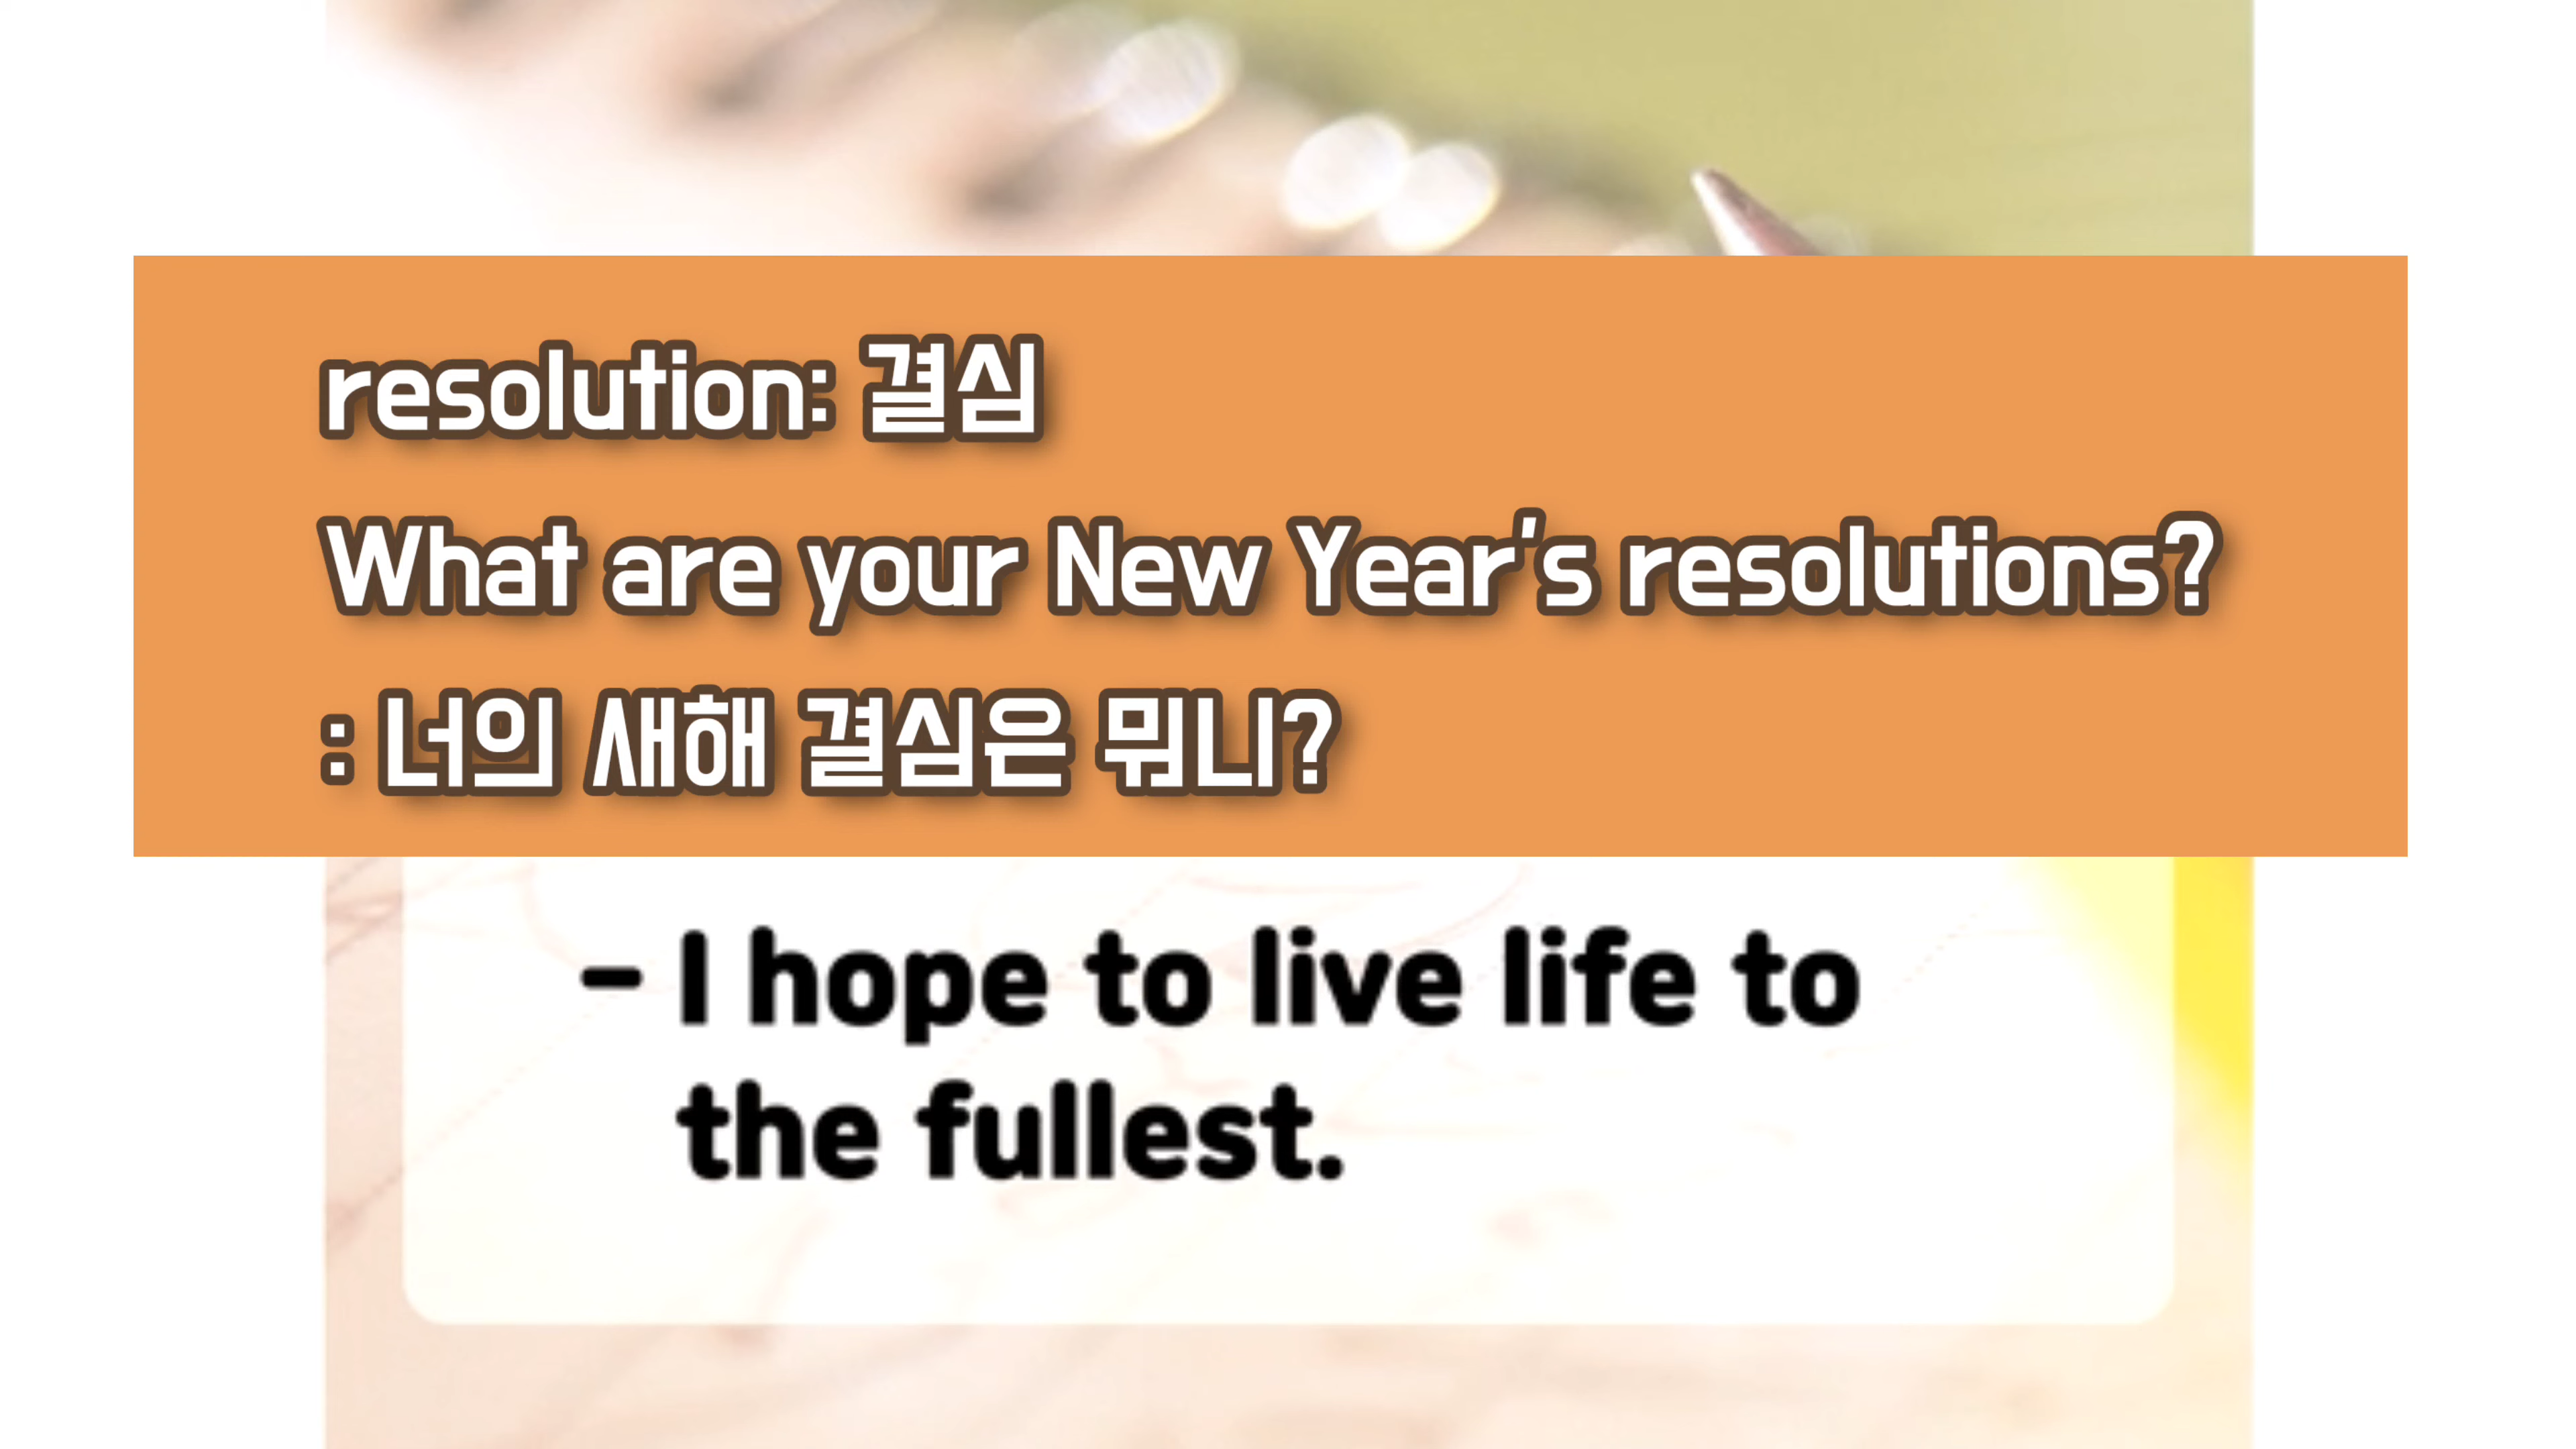 resolution: 결심
What are your New Year's resolutions?
: 너의 새해 결심은 뭐니?
- I hope to live life to
the fullest.